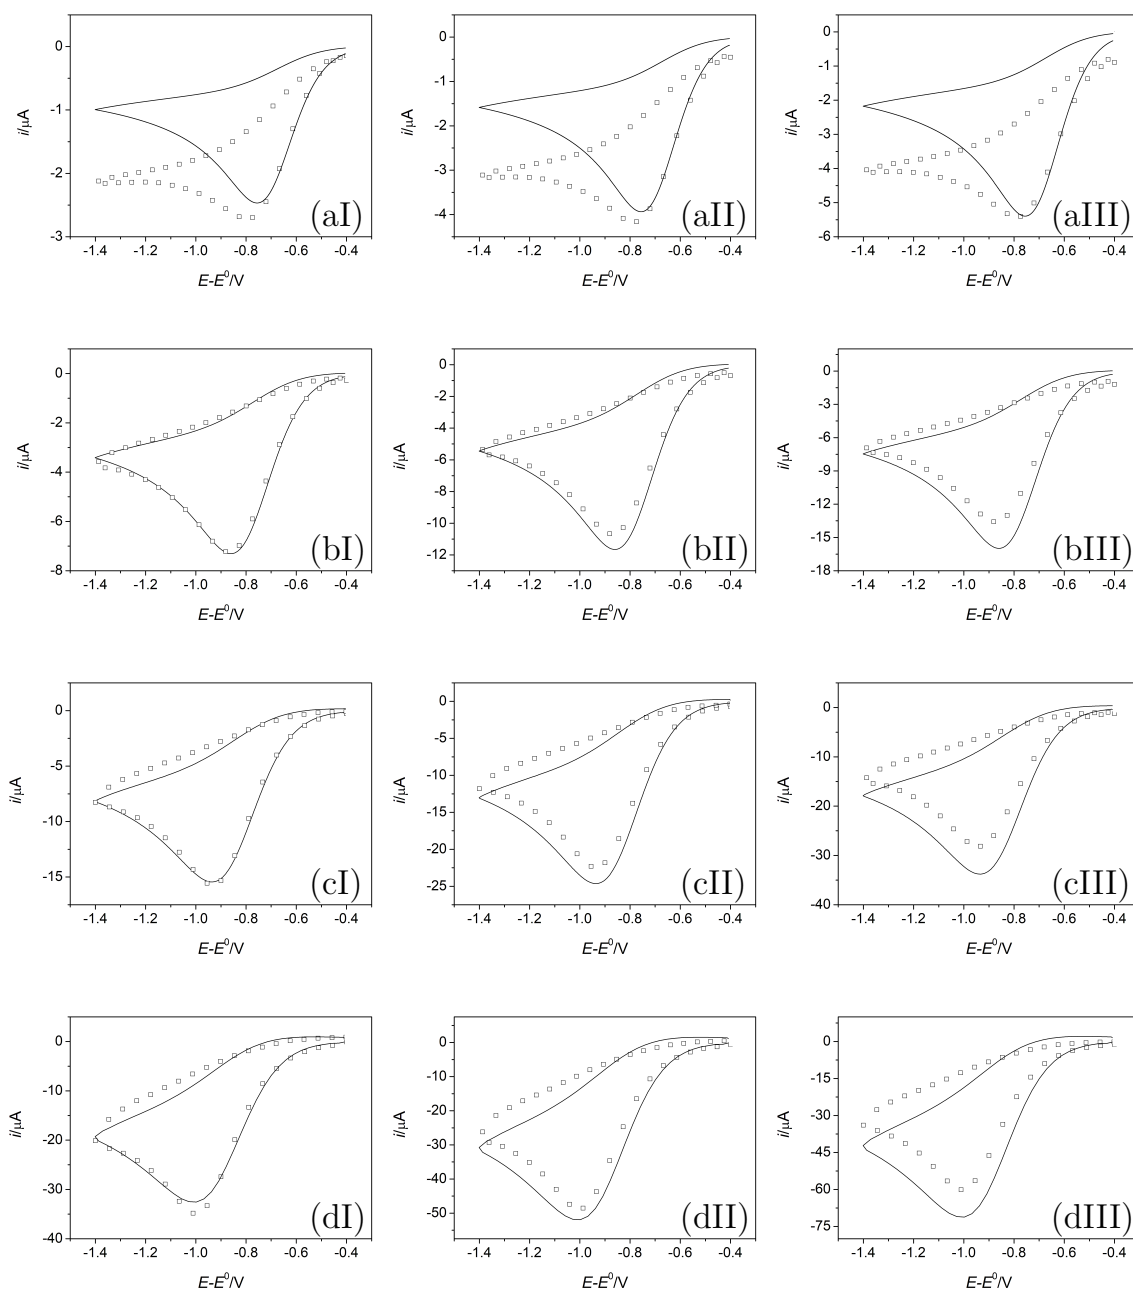 0
-1
-2
-3
i/μA
-1.4 -1.2 -1.0 -0.8 -0.6 -0.4
E-E⁰/V
(aI)
0
-1
-2
-3
-4
i/μA
-1.4 -1.2 -1.0 -0.8 -0.6 -0.4
E-E⁰/V
(aII)
0
-1
-2
-3
-4
-5
-6
i/μA
-1.4 -1.2 -1.0 -0.8 -0.6 -0.4
E-E⁰/V
(aIII)
0
-2
-4
-6
-8
i/μA
-1.4 -1.2 -1.0 -0.8 -0.6 -0.4
E-E⁰/V
(bI)
0
-2
-4
-6
-8
-10
-12
i/μA
-1.4 -1.2 -1.0 -0.8 -0.6 -0.4
E-E⁰/V
(bII)
0
-3
-6
-9
-12
-15
-18
i/μA
-1.4 -1.2 -1.0 -0.8 -0.6 -0.4
E-E⁰/V
(bIII)
0
-5
-10
-15
i/μA
-1.4 -1.2 -1.0 -0.8 -0.6 -0.4
E-E⁰/V
(cI)
0
-5
-10
-15
-20
-25
i/μA
-1.4 -1.2 -1.0 -0.8 -0.6 -0.4
E-E⁰/V
(cII)
0
-10
-20
-30
-40
i/μA
-1.4 -1.2 -1.0 -0.8 -0.6 -0.4
E-E⁰/V
(cIII)
0
-10
-20
-30
-40
i/μA
-1.4 -1.2 -1.0 -0.8 -0.6 -0.4
E-E⁰/V
(dI)
0
-10
-20
-30
-40
-50
i/μA
-1.4 -1.2 -1.0 -0.8 -0.6 -0.4
E-E⁰/V
(dII)
0
-15
-30
-45
-60
-75
i/μA
-1.4 -1.2 -1.0 -0.8 -0.6 -0.4
E-E⁰/V
(dIII)